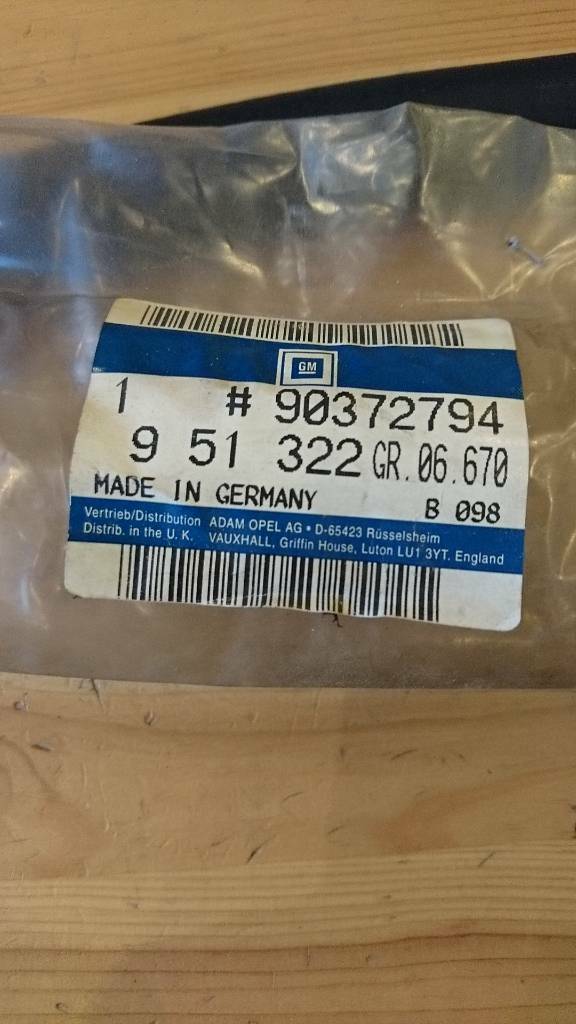 GM
1 # 90372794
9 51 322 GR.06.670
MADE IN GERMANY B 098
Vertrieb/Distribution ADAM OPEL AG • D-65423 Rüsselsheim
Distrib. in the U. K. VAUXHALL, Griffin House, Luton LU1 3YT. England